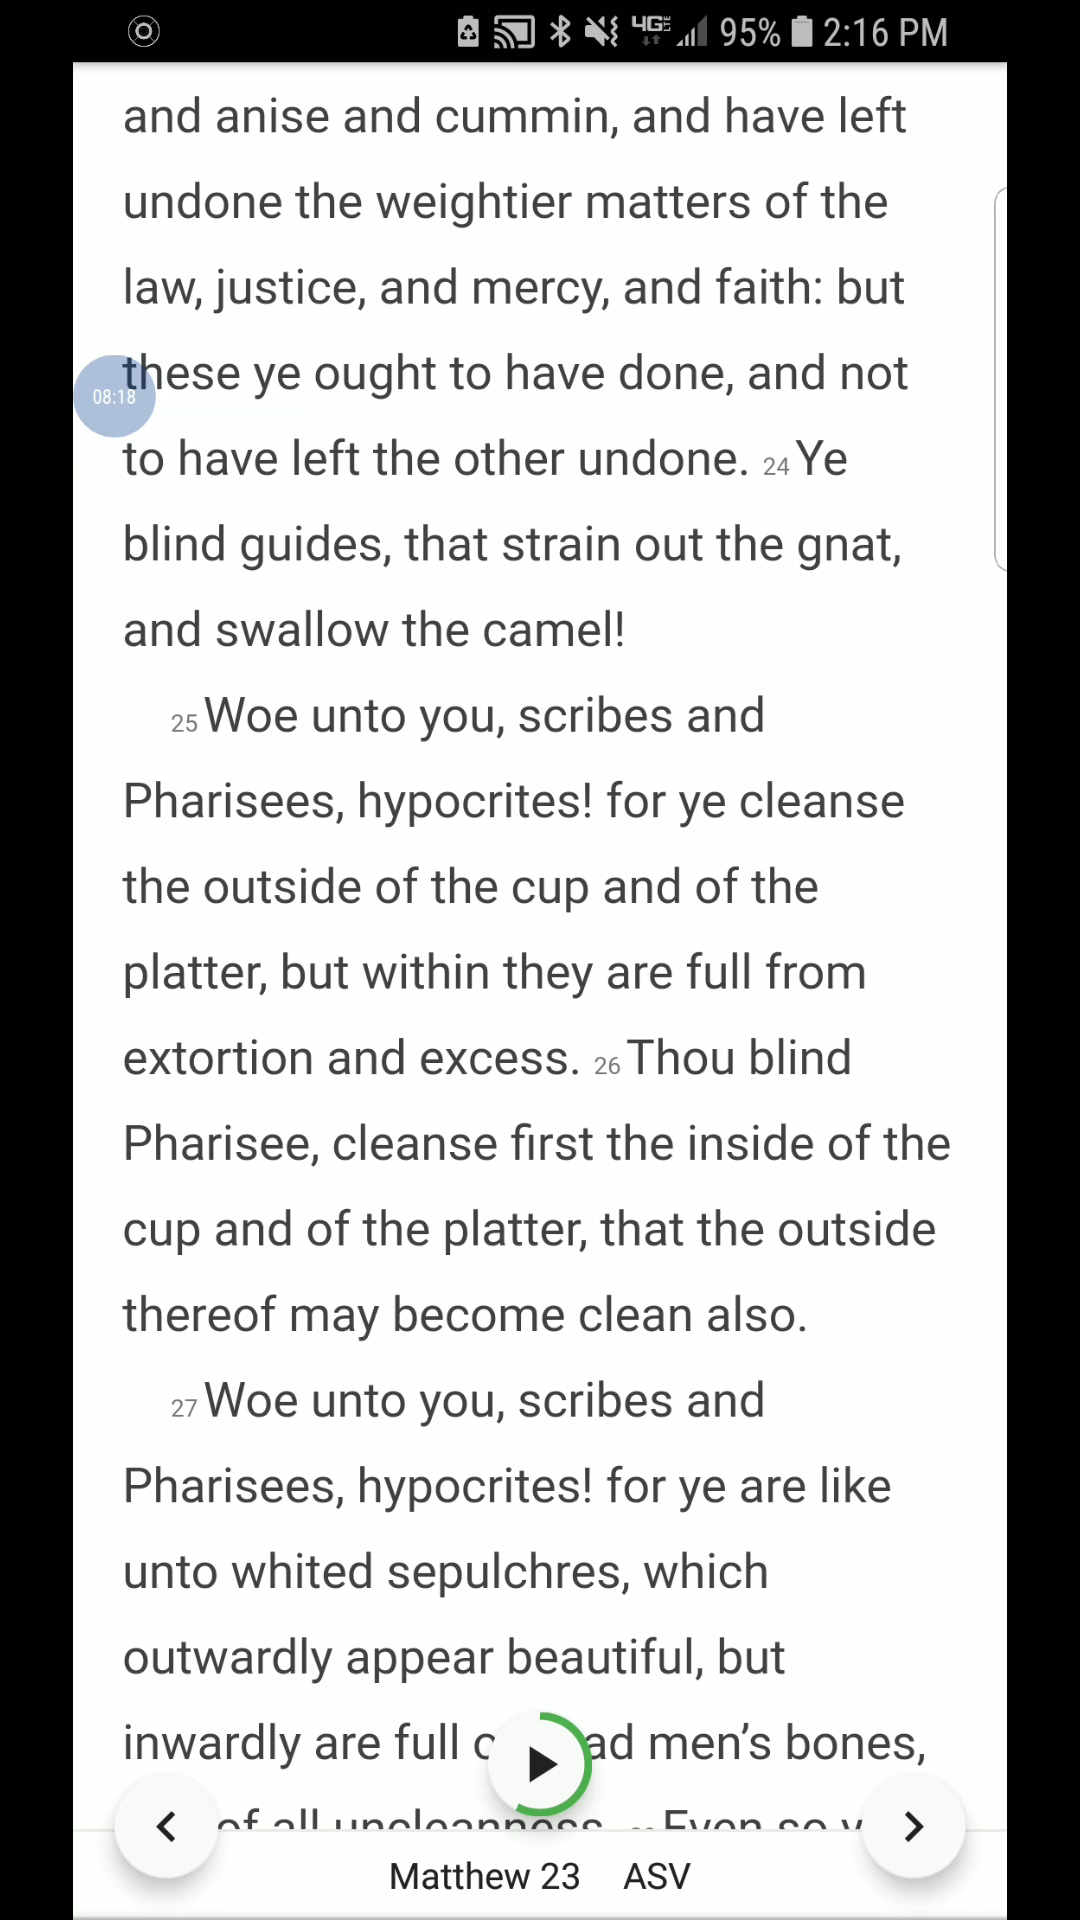 4G LTE 95% 2:16 PM
and anise and cummin, and have left
undone the weightier matters of the
law, justice, and mercy, and faith: but
these ye ought to have done, and not
08:18
to have left the other undone. 24 Ye
blind guides, that strain out the gnat,
and swallow the camel!
25 Woe unto you, scribes and
Pharisees, hypocrites! for ye cleanse
the outside of the cup and of the
platter, but within they are full from
extortion and excess. 26 Thou blind
Pharisee, cleanse first the inside of the
cup and of the platter, that the outside
thereof may become clean also.
27 Woe unto you, scribes and
Pharisees, hypocrites! for ye are like
unto whited sepulchres, which
outwardly appear beautiful, but
inwardly are full men’s bones,
of all uncleanness. Even so
Matthew 23 ASV